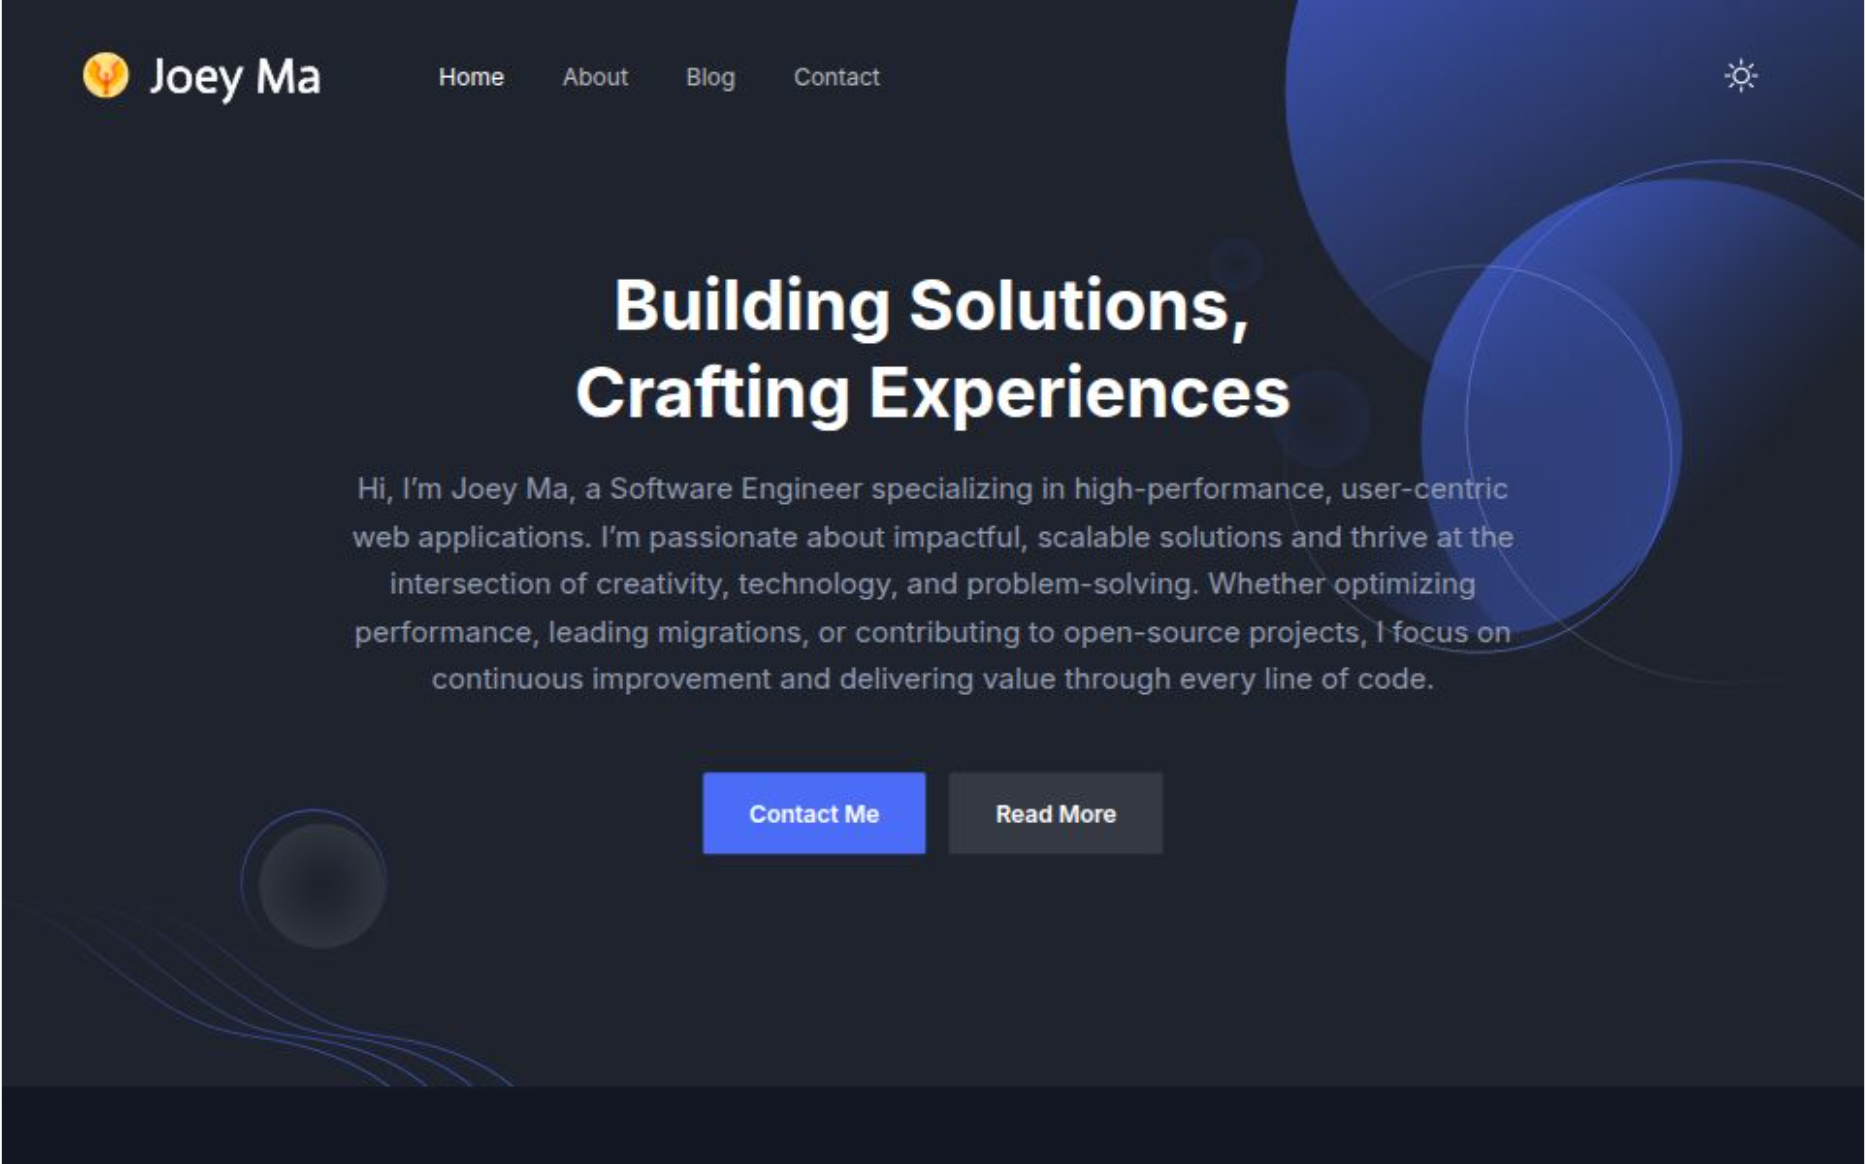 Joey Ma
Home About Blog Contact
Building Solutions,
Crafting Experiences
Hi, I’m Joey Ma, a Software Engineer specializing in high-performance, user-centric
web applications. I’m passionate about impactful, scalable solutions and thrive at the
intersection of creativity, technology, and problem-solving. Whether optimizing
performance, leading migrations, or contributing to open-source projects, I focus on
continuous improvement and delivering value through every line of code.
Contact Me Read More